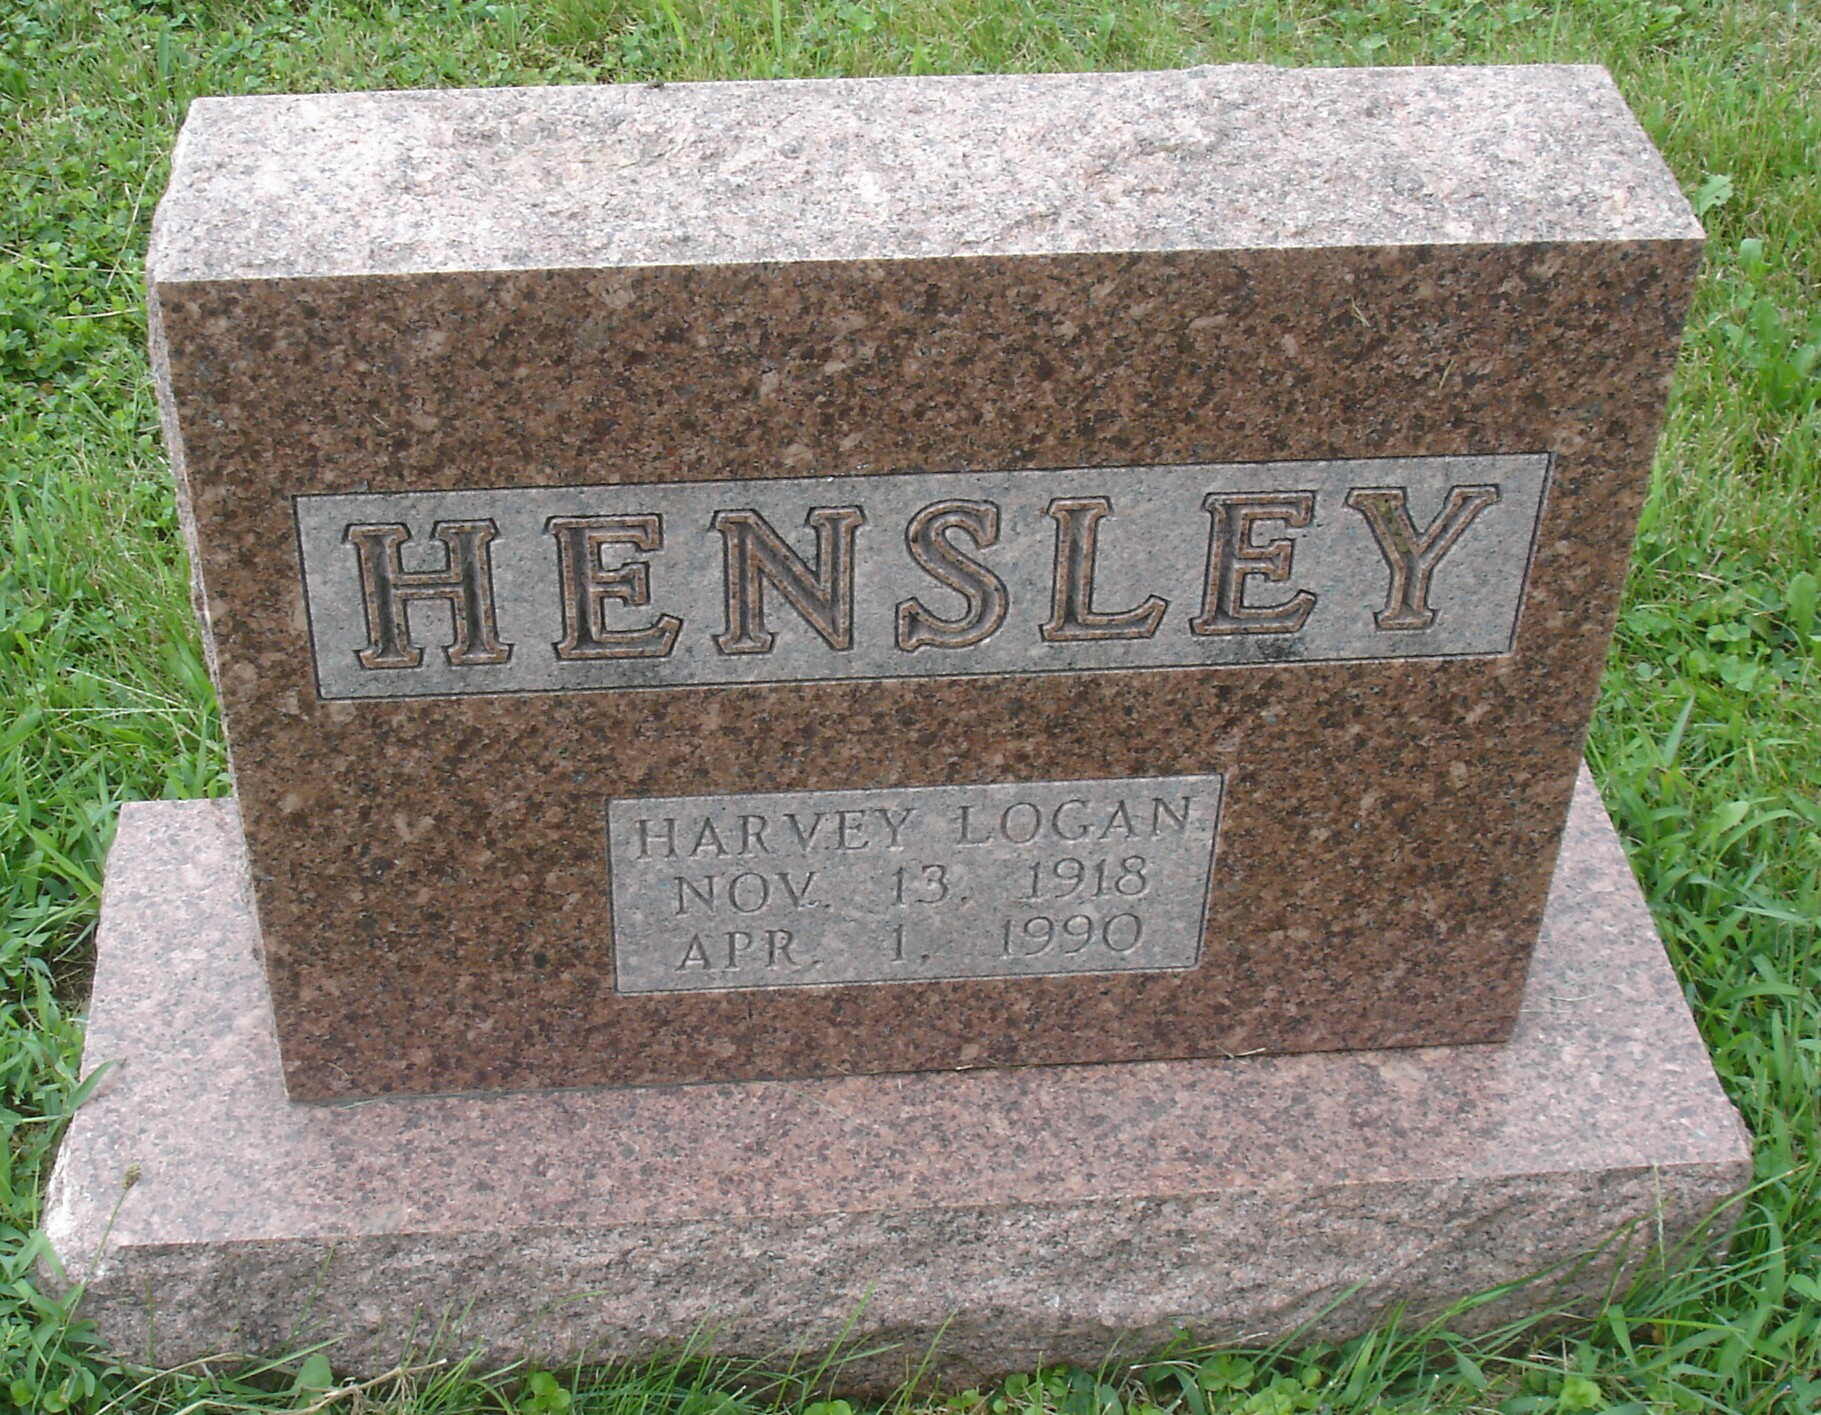 HENSLEY
HARVEY LOGAN
NOV. 13, 1918
APR. 1, 1990